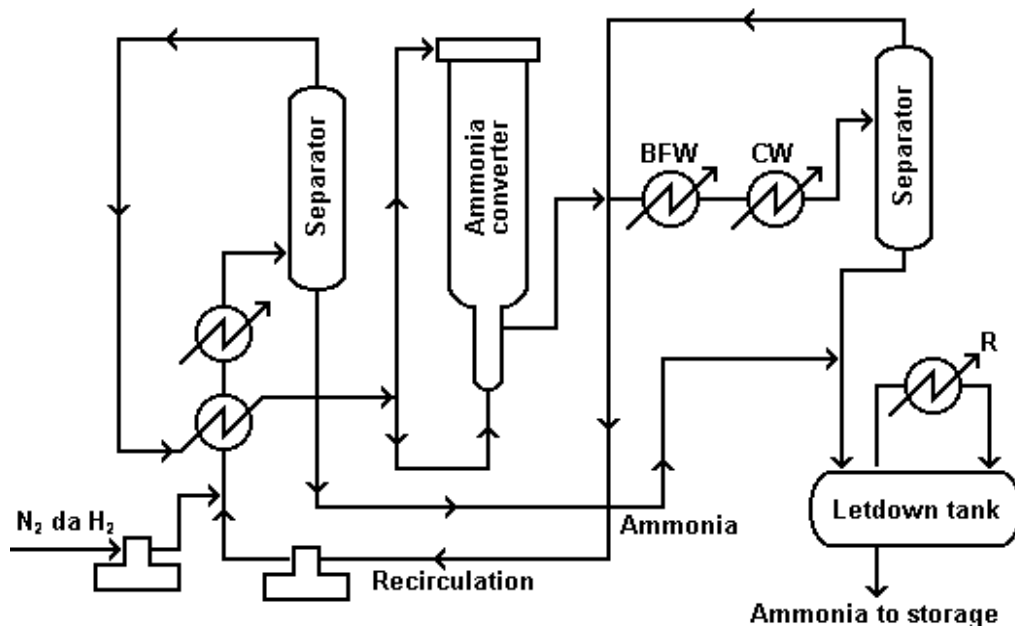 Separator
Ammonia
converter
BFW
CW
Separator
R
N₂ da H₂
Ammonia
Letdown tank
Recirculation
Ammonia to storage